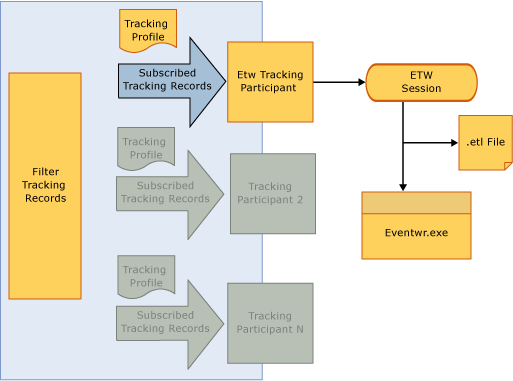 Tracking
Profile
Subscribed
Tracking Records
Etw Tracking
Participant
ETW
Session
.etl File
Eventwr.exe
Filter
Tracking
Records
Tracking
Profile
Subscribed
Tracking Records
Tracking
Participant 2
Tracking
Profile
Subscribed
Tracking Records
Tracking
Participant N